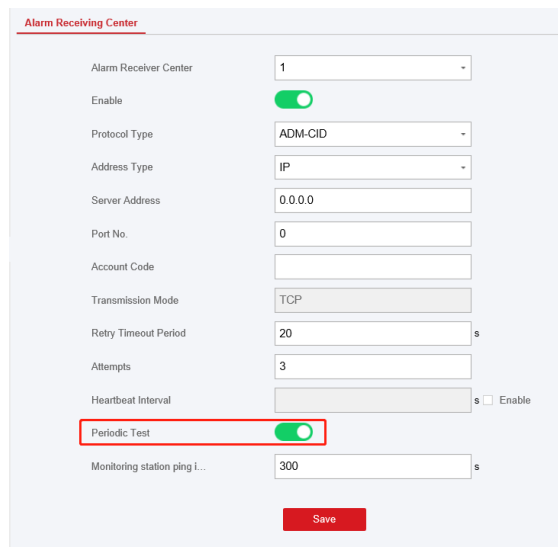 Alarm Receiving Center
Alarm Receiver Center 1
Enable
Protocol Type ADM-CID
Address Type IP
Server Address 0.0.0.0
Port No. 0
Account Code
Transmission Mode TCP
Retry Timeout Period 20 s
Attempts 3
Heartbeat Interval s Enable
Periodic Test
Monitoring station ping i... 300 s
Save